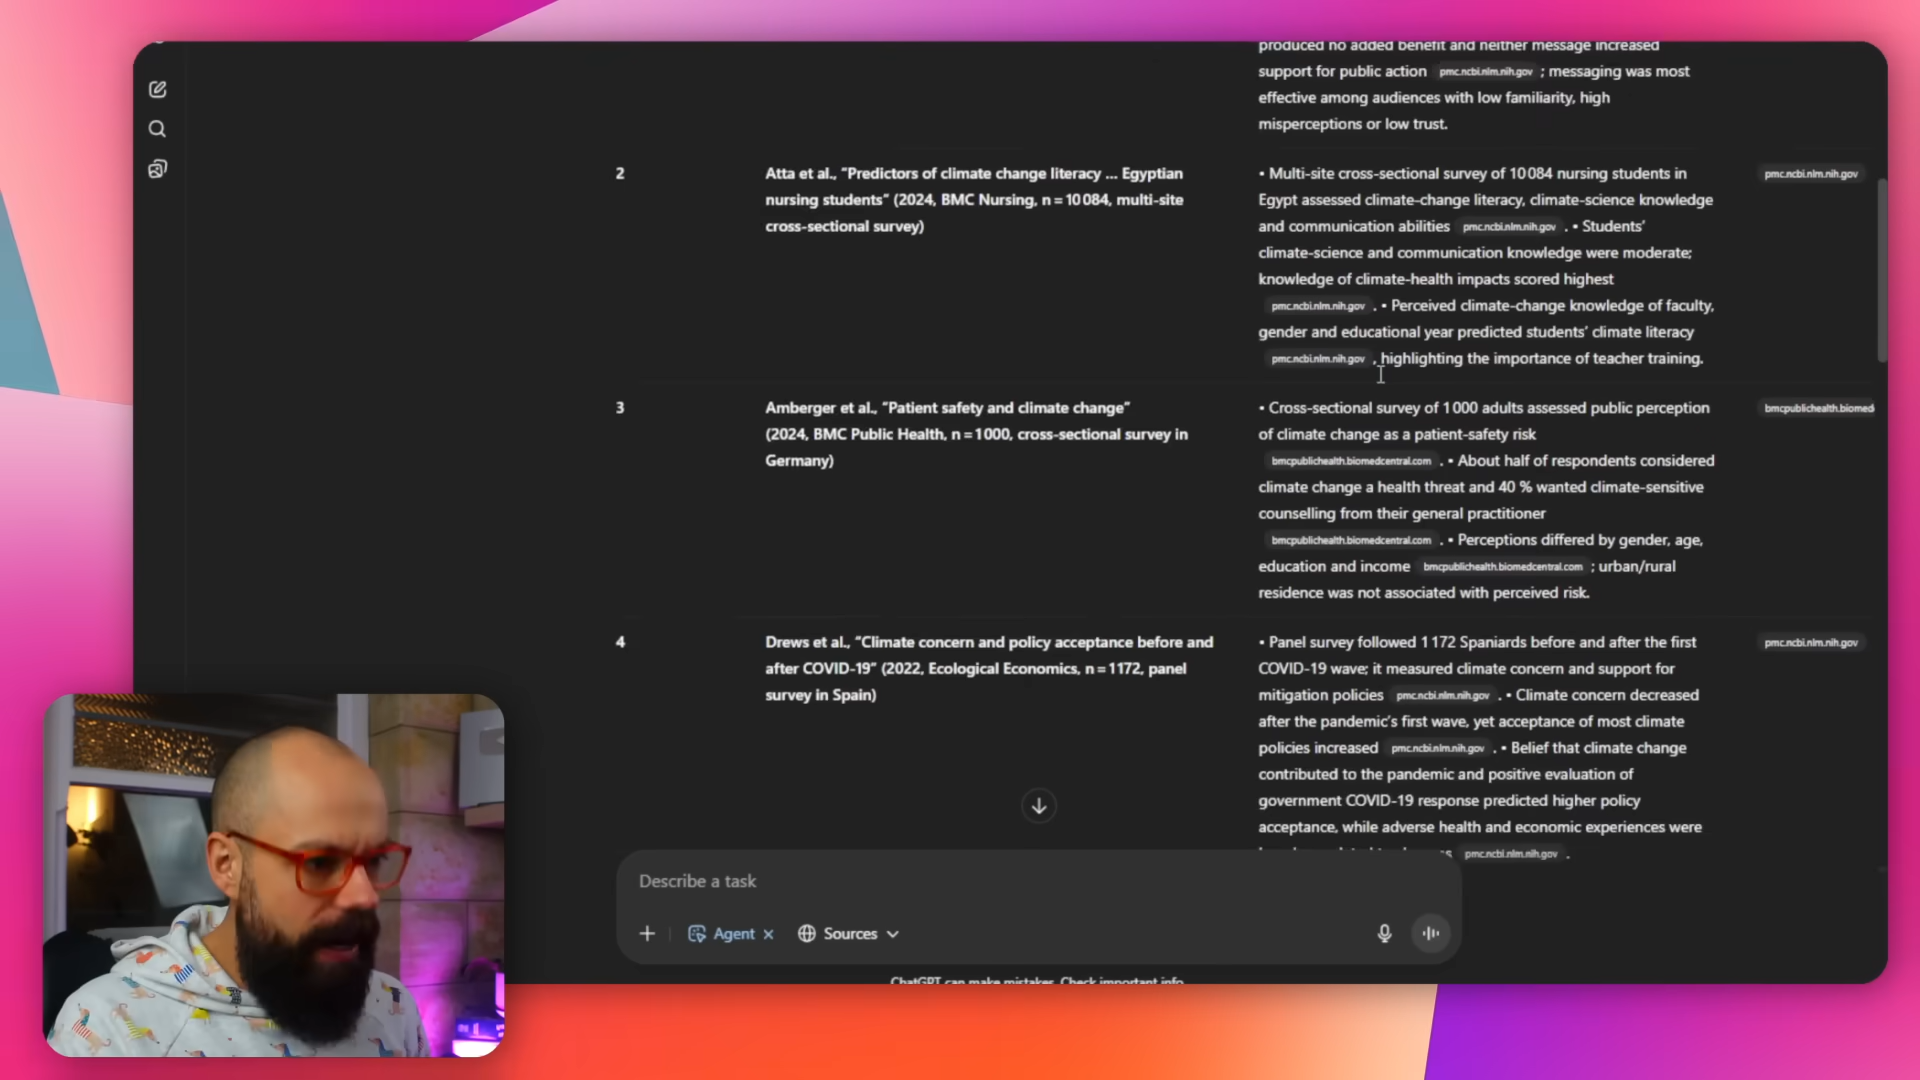 produced no added benefit and neither message increased
support for public action pmc.ncbi.nlm.nih.gov ; messaging was most
effective among audiences with low familiarity, high
misperceptions or low trust.
2
Atta et al., “Predictors of climate change literacy ... Egyptian
nursing students” (2024, BMC Nursing, n = 10 084, multi-site
cross-sectional survey)
• Multi-site cross-sectional survey of 10 084 nursing students in
Egypt assessed climate-change literacy, climate-science knowledge
and communication abilities pmc.ncbi.nlm.nih.gov . • Students’
climate-science and communication knowledge were moderate;
knowledge of climate-health impacts scored highest
pmc.ncbi.nlm.nih.gov . • Perceived climate-change knowledge of faculty,
gender and educational year predicted students’ climate literacy
pmc.ncbi.nlm.nih.gov , highlighting the importance of teacher training.
pmc.ncbi.nlm.nih.gov
3
Amberger et al., “Patient safety and climate change”
(2024, BMC Public Health, n = 1000, cross-sectional survey in
Germany)
• Cross-sectional survey of 1 000 adults assessed public perception
of climate change as a patient-safety risk
bmcpublichealth.biomedcentral.com . • About half of respondents considered
climate change a health threat and 40 % wanted climate-sensitive
counselling from their general practitioner
bmcpublichealth.biomedcentral.com . • Perceptions differed by gender, age,
education and income bmcpublichealth.biomedcentral.com ; urban/rural
residence was not associated with perceived risk.
bmcpublichealth.biomed
4
Drews et al., “Climate concern and policy acceptance before and
after COVID-19” (2022, Ecological Economics, n = 1172, panel
survey in Spain)
• Panel survey followed 1 172 Spaniards before and after the first
COVID-19 wave; it measured climate concern and support for
mitigation policies pmc.ncbi.nlm.nih.gov . • Climate concern decreased
after the pandemic’s first wave, yet acceptance of most climate
policies increased pmc.ncbi.nlm.nih.gov . • Belief that climate change
contributed to the pandemic and positive evaluation of
government COVID-19 response predicted higher policy
acceptance, while adverse health and economic experiences were
pmc.ncbi.nlm.nih.gov .
pmc.ncbi.nlm.nih.gov
Describe a task
Agent × Sources
ChatGPT can make mistakes. Check important info.